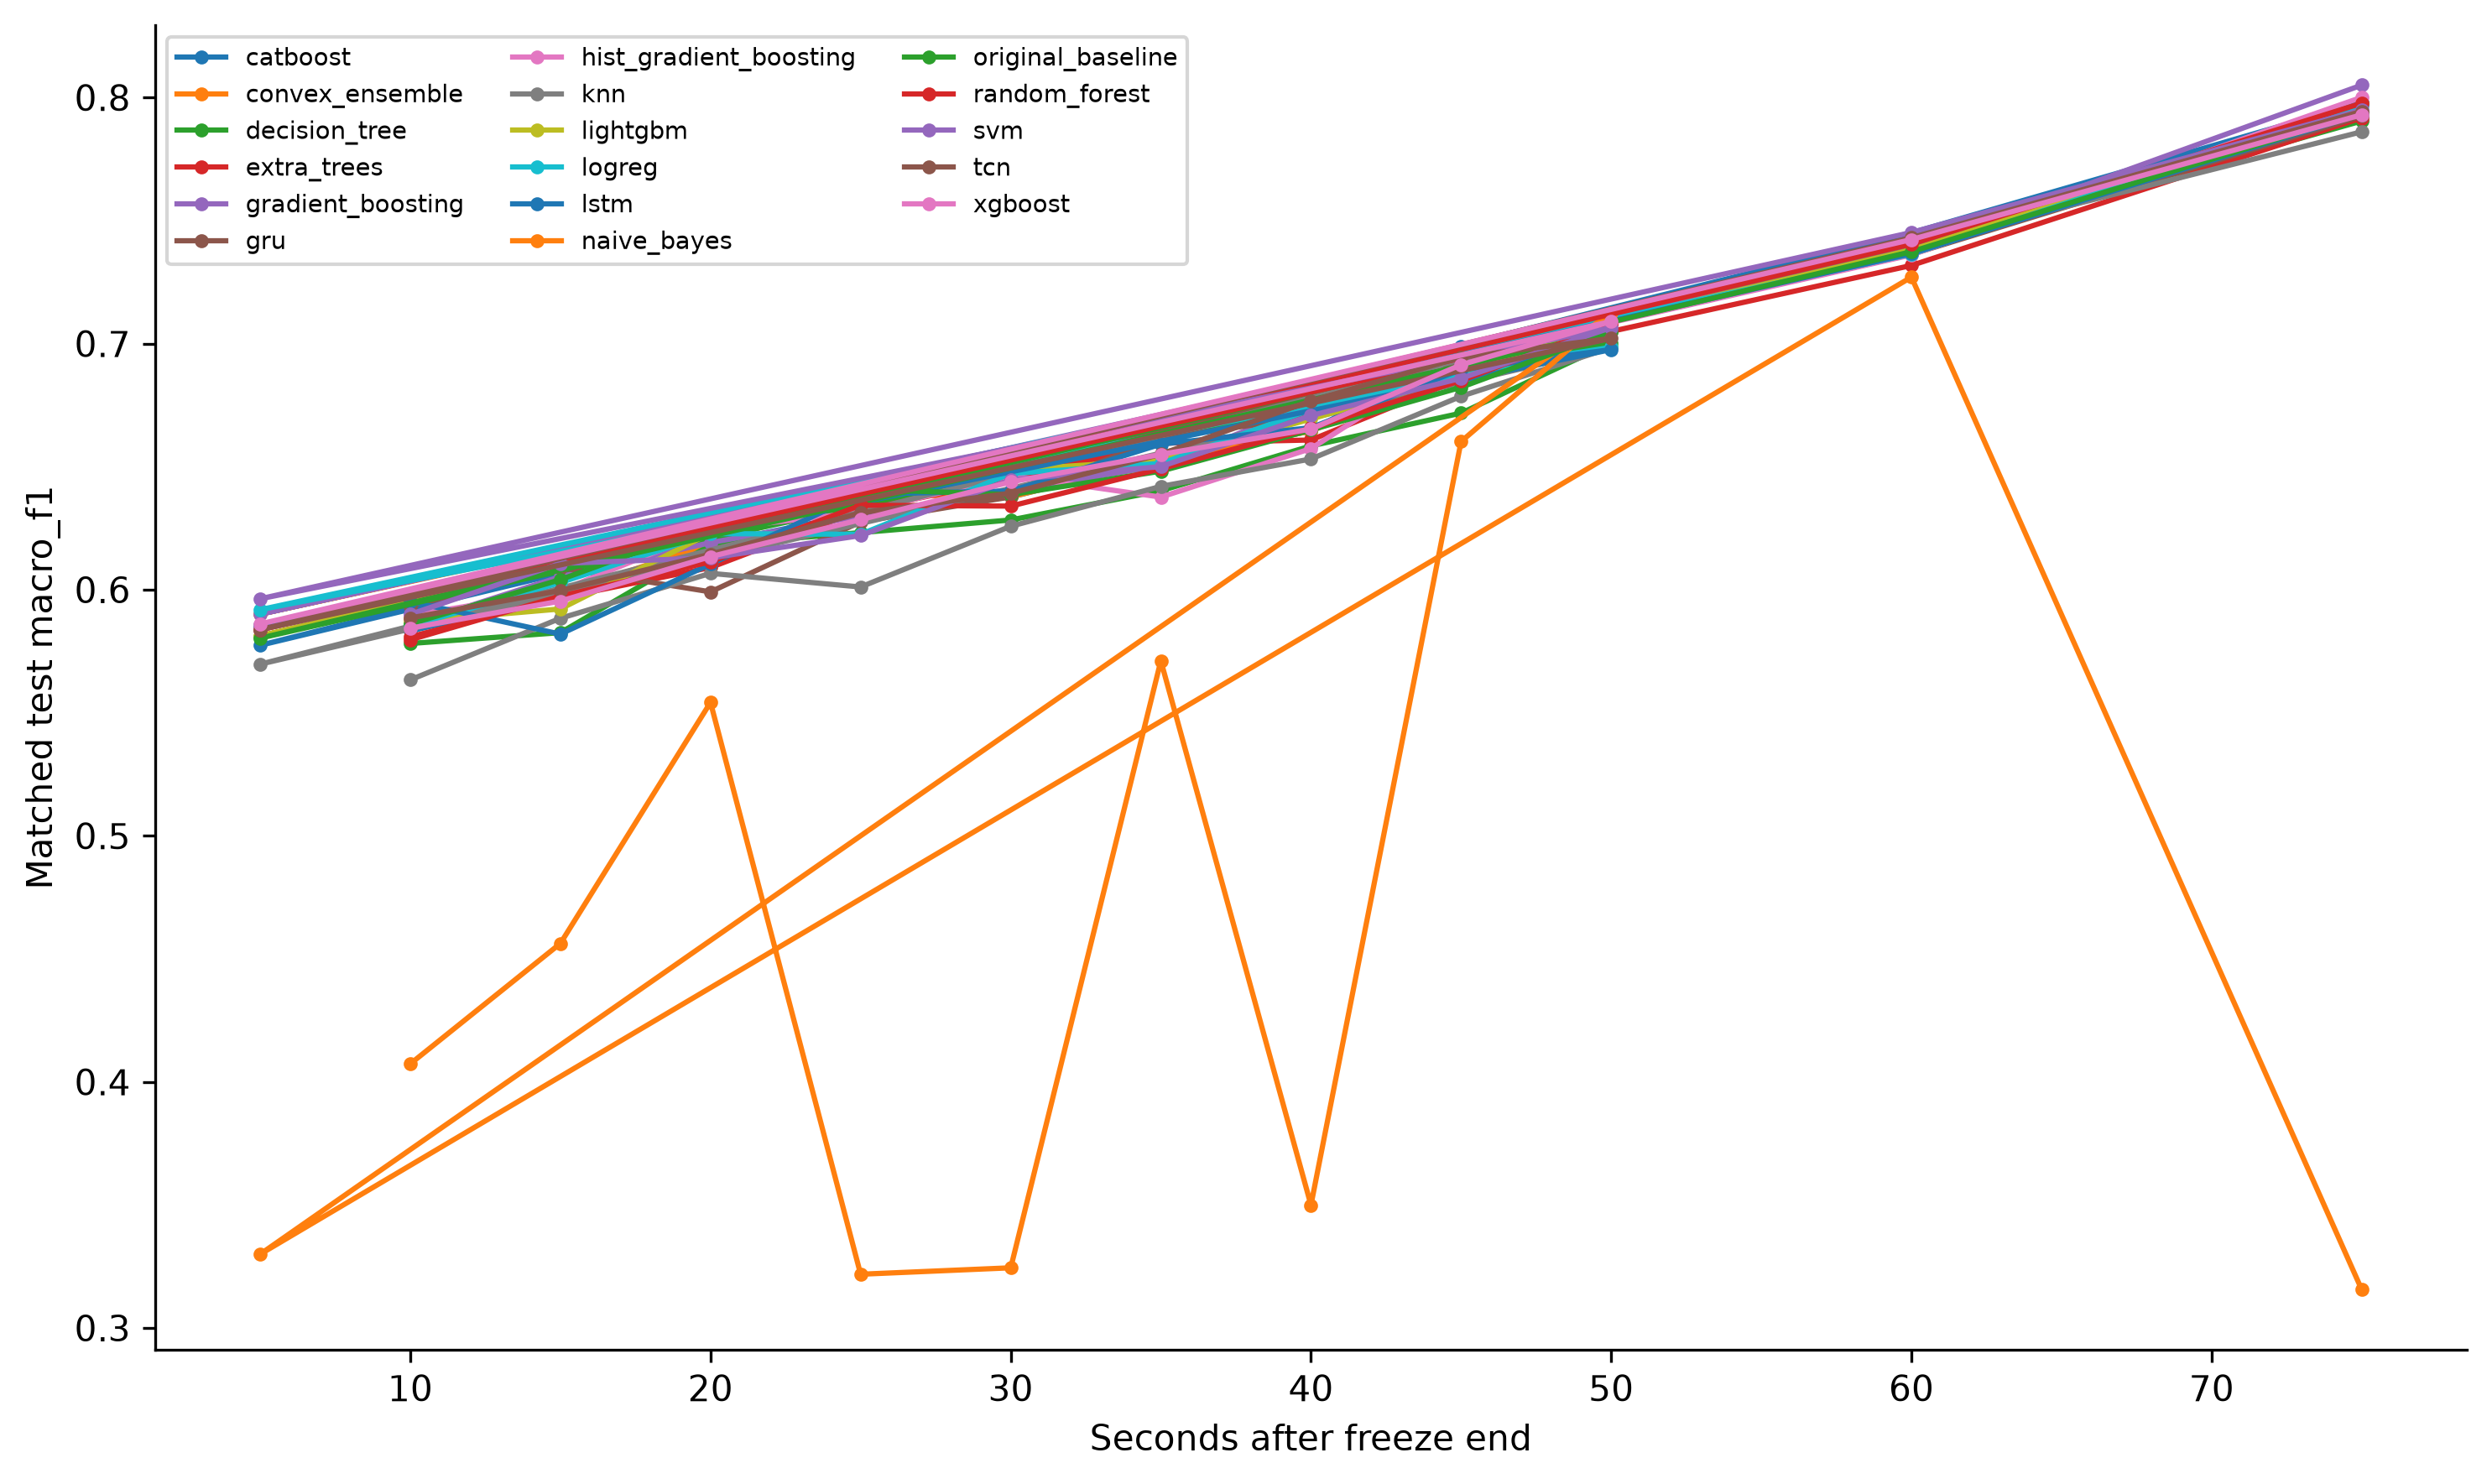 catboost
convex_ensemble
decision_tree
extra_trees
gradient_boosting
gru
hist_gradient_boosting
knn
lightgbm
logreg
lstm
naive_bayes
original_baseline
random_forest
svm
tcn
xgboost
0.8
0.7
0.6
0.5
0.4
0.3
Matched test macro_f1
10 20 30 40 50 60 70
Seconds after freeze end